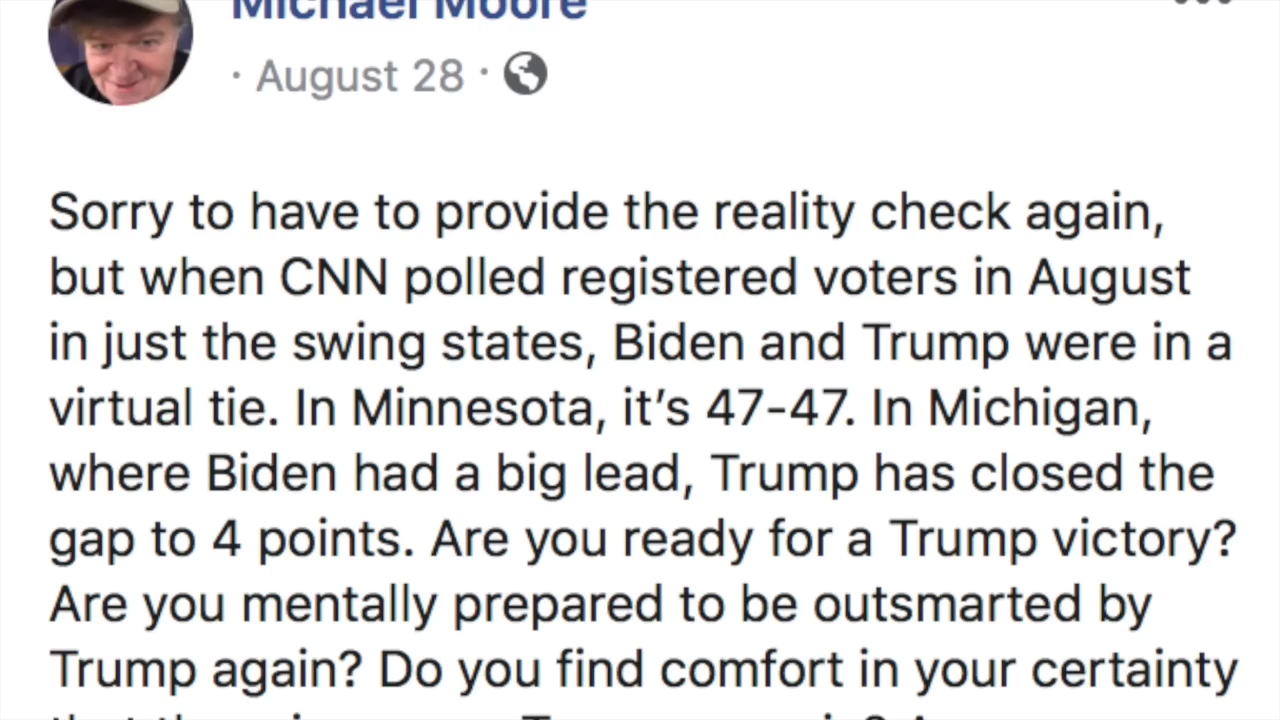 Michael Moore
· August 28 ·
Sorry to have to provide the reality check again,
but when CNN polled registered voters in August
in just the swing states, Biden and Trump were in a
virtual tie. In Minnesota, it’s 47-47. In Michigan,
where Biden had a big lead, Trump has closed the
gap to 4 points. Are you ready for a Trump victory?
Are you mentally prepared to be outsmarted by
Trump again? Do you find comfort in your certainty